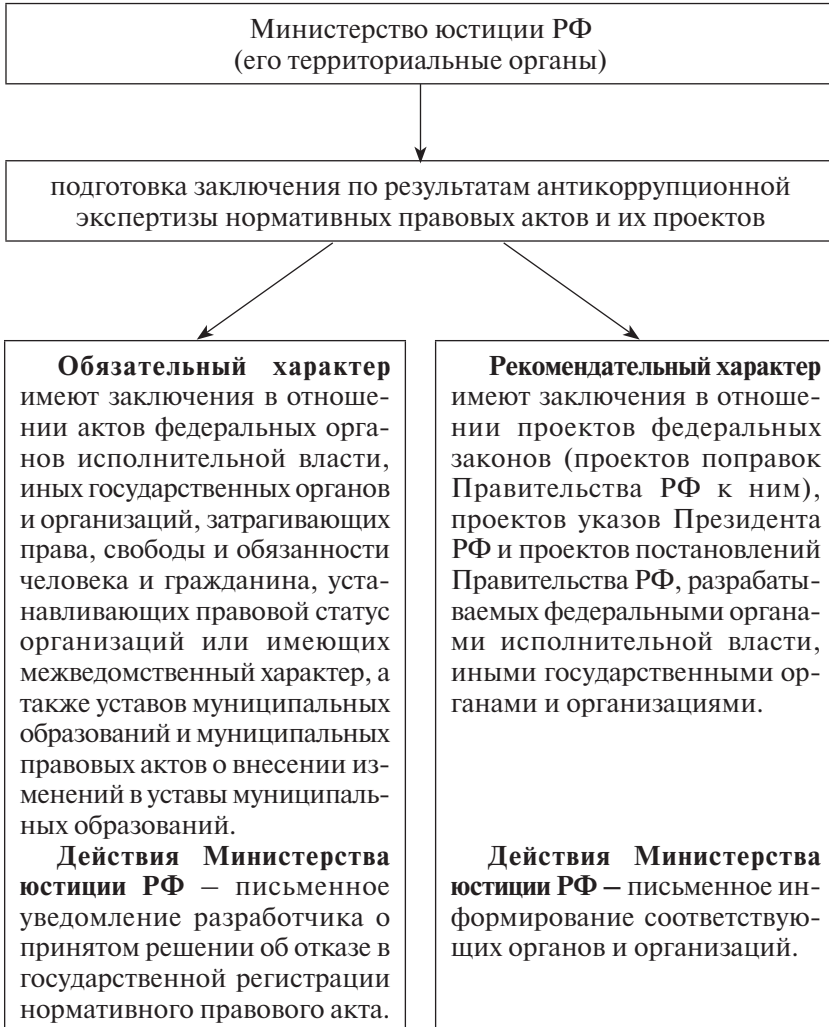 Министерство юстиции РФ
(его территориальные органы)
подготовка заключения по результатам антикоррупционной
экспертизы нормативных правовых актов и их проектов
Обязательный характер
имеют заключения в отноше-
нии актов федеральных орга-
нов исполнительной власти,
иных государственных органов
и организаций, затрагивающих
права, свободы и обязанности
человека и гражданина, уста-
навливающих правовой статус
организаций или имеющих
межведомственный характер, а
также уставов муниципальных
образований и муниципальных
правовых актов о внесении из-
менений в уставы муниципаль-
ных образований.
Действия Министерства
юстиции РФ – письменное
уведомление разработчика о
принятом решении об отказе в
государственной регистрации
нормативного правового акта.
Рекомендательный характер
имеют заключения в отноше-
нии проектов федеральных
законов (проектов поправок
Правительства РФ к ним),
проектов указов Президента
РФ и проектов постановлений
Правительства РФ, разрабаты-
ваемых федеральными органа-
ми исполнительной власти,
иными государственными ор-
ганами и организациями.
Действия Министерства
юстиции РФ – письменное ин-
формирование соответствую-
щих органов и организаций.